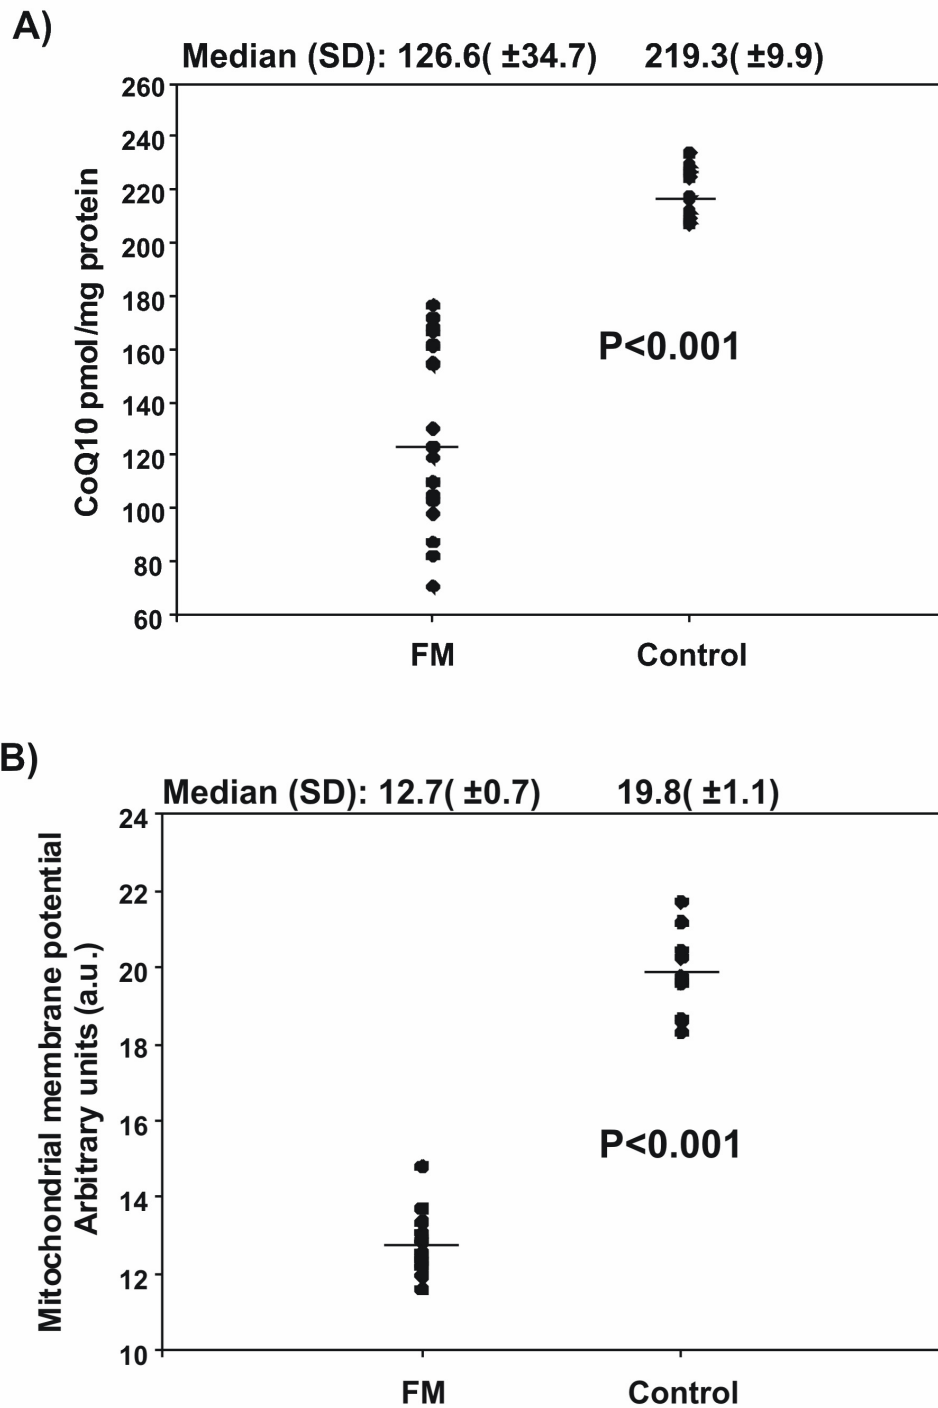 A)
Median (SD): 126.6( ±34.7) 219.3( ±9.9)
260
240
220
200
180
160
140
120
100
80
60
CoQ10 pmol/mg protein
P<0.001
FM Control
B)
Median (SD): 12.7( ±0.7) 19.8( ±1.1)
24
22
20
18
16
14
12
10
Mitochondrial membrane potential
Arbitrary units (a.u.)
P<0.001
FM Control